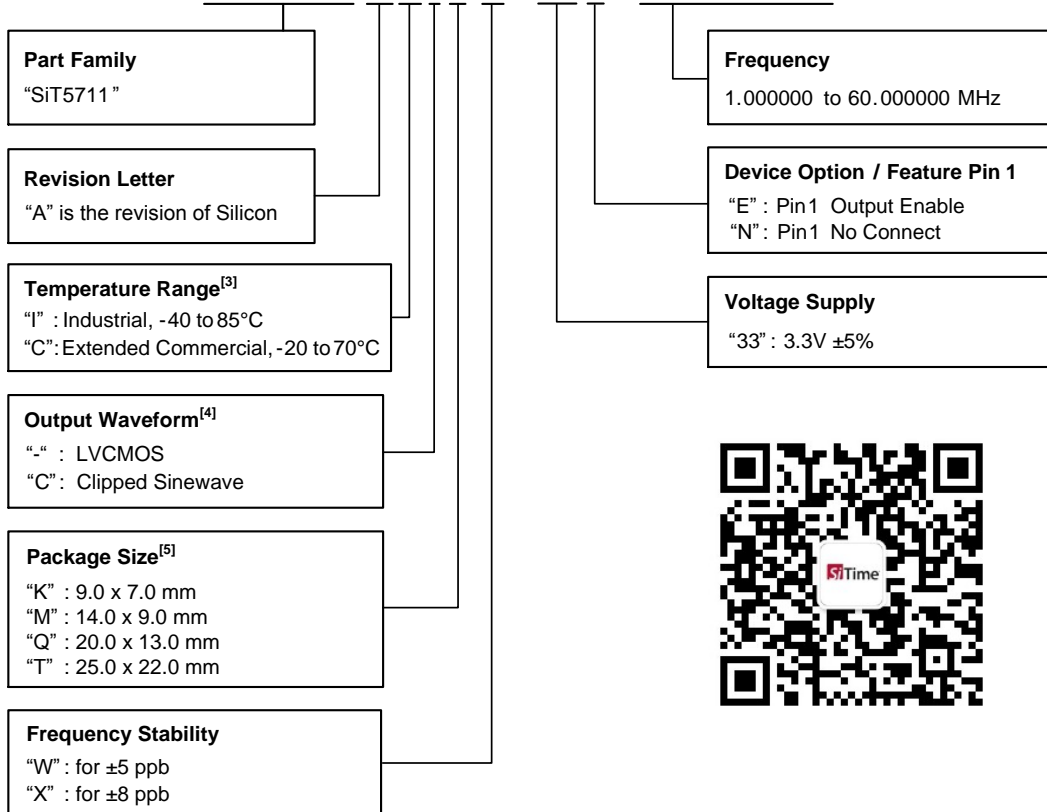 Part Family
“SiT5711”
Revision Letter
“A” is the revision of Silicon
Temperature Range[3]
“I” : Industrial, -40 to 85°C
“C”: Extended Commercial, -20 to 70°C
Output Waveform[4]
“-“ : LVCMOS
“C”: Clipped Sinewave
Package Size[5]
“K” : 9.0 x 7.0 mm
“M” : 14.0 x 9.0 mm
“Q” : 20.0 x 13.0 mm
“T” : 25.0 x 22.0 mm
Frequency Stability
“W” : for ±5 ppb
“X” : for ±8 ppb
Frequency
1.000000 to 60.000000 MHz
Device Option / Feature Pin 1
“E” : Pin1 Output Enable
“N” : Pin1 No Connect
Voltage Supply
“33” : 3.3V ±5%
SiTime